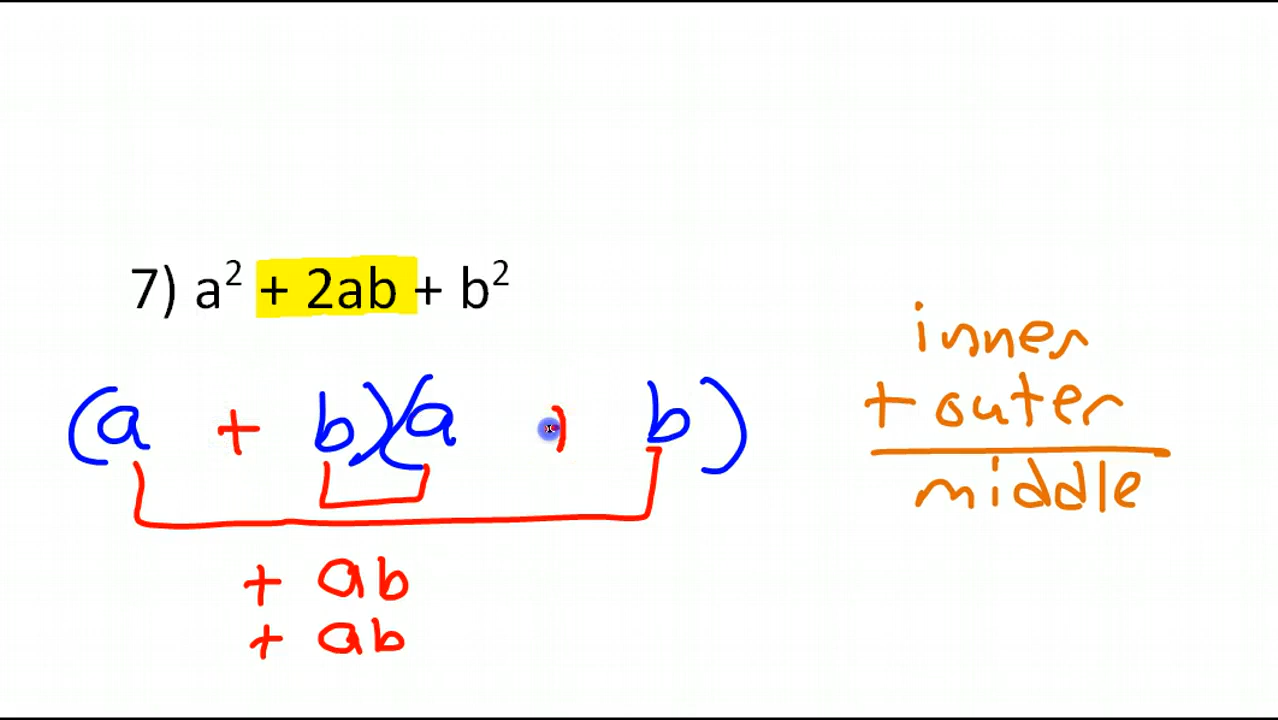 7) a² + 2ab + b²
(a + b)(a + b)
+ ab
+ ab
inner
+ outer
middle